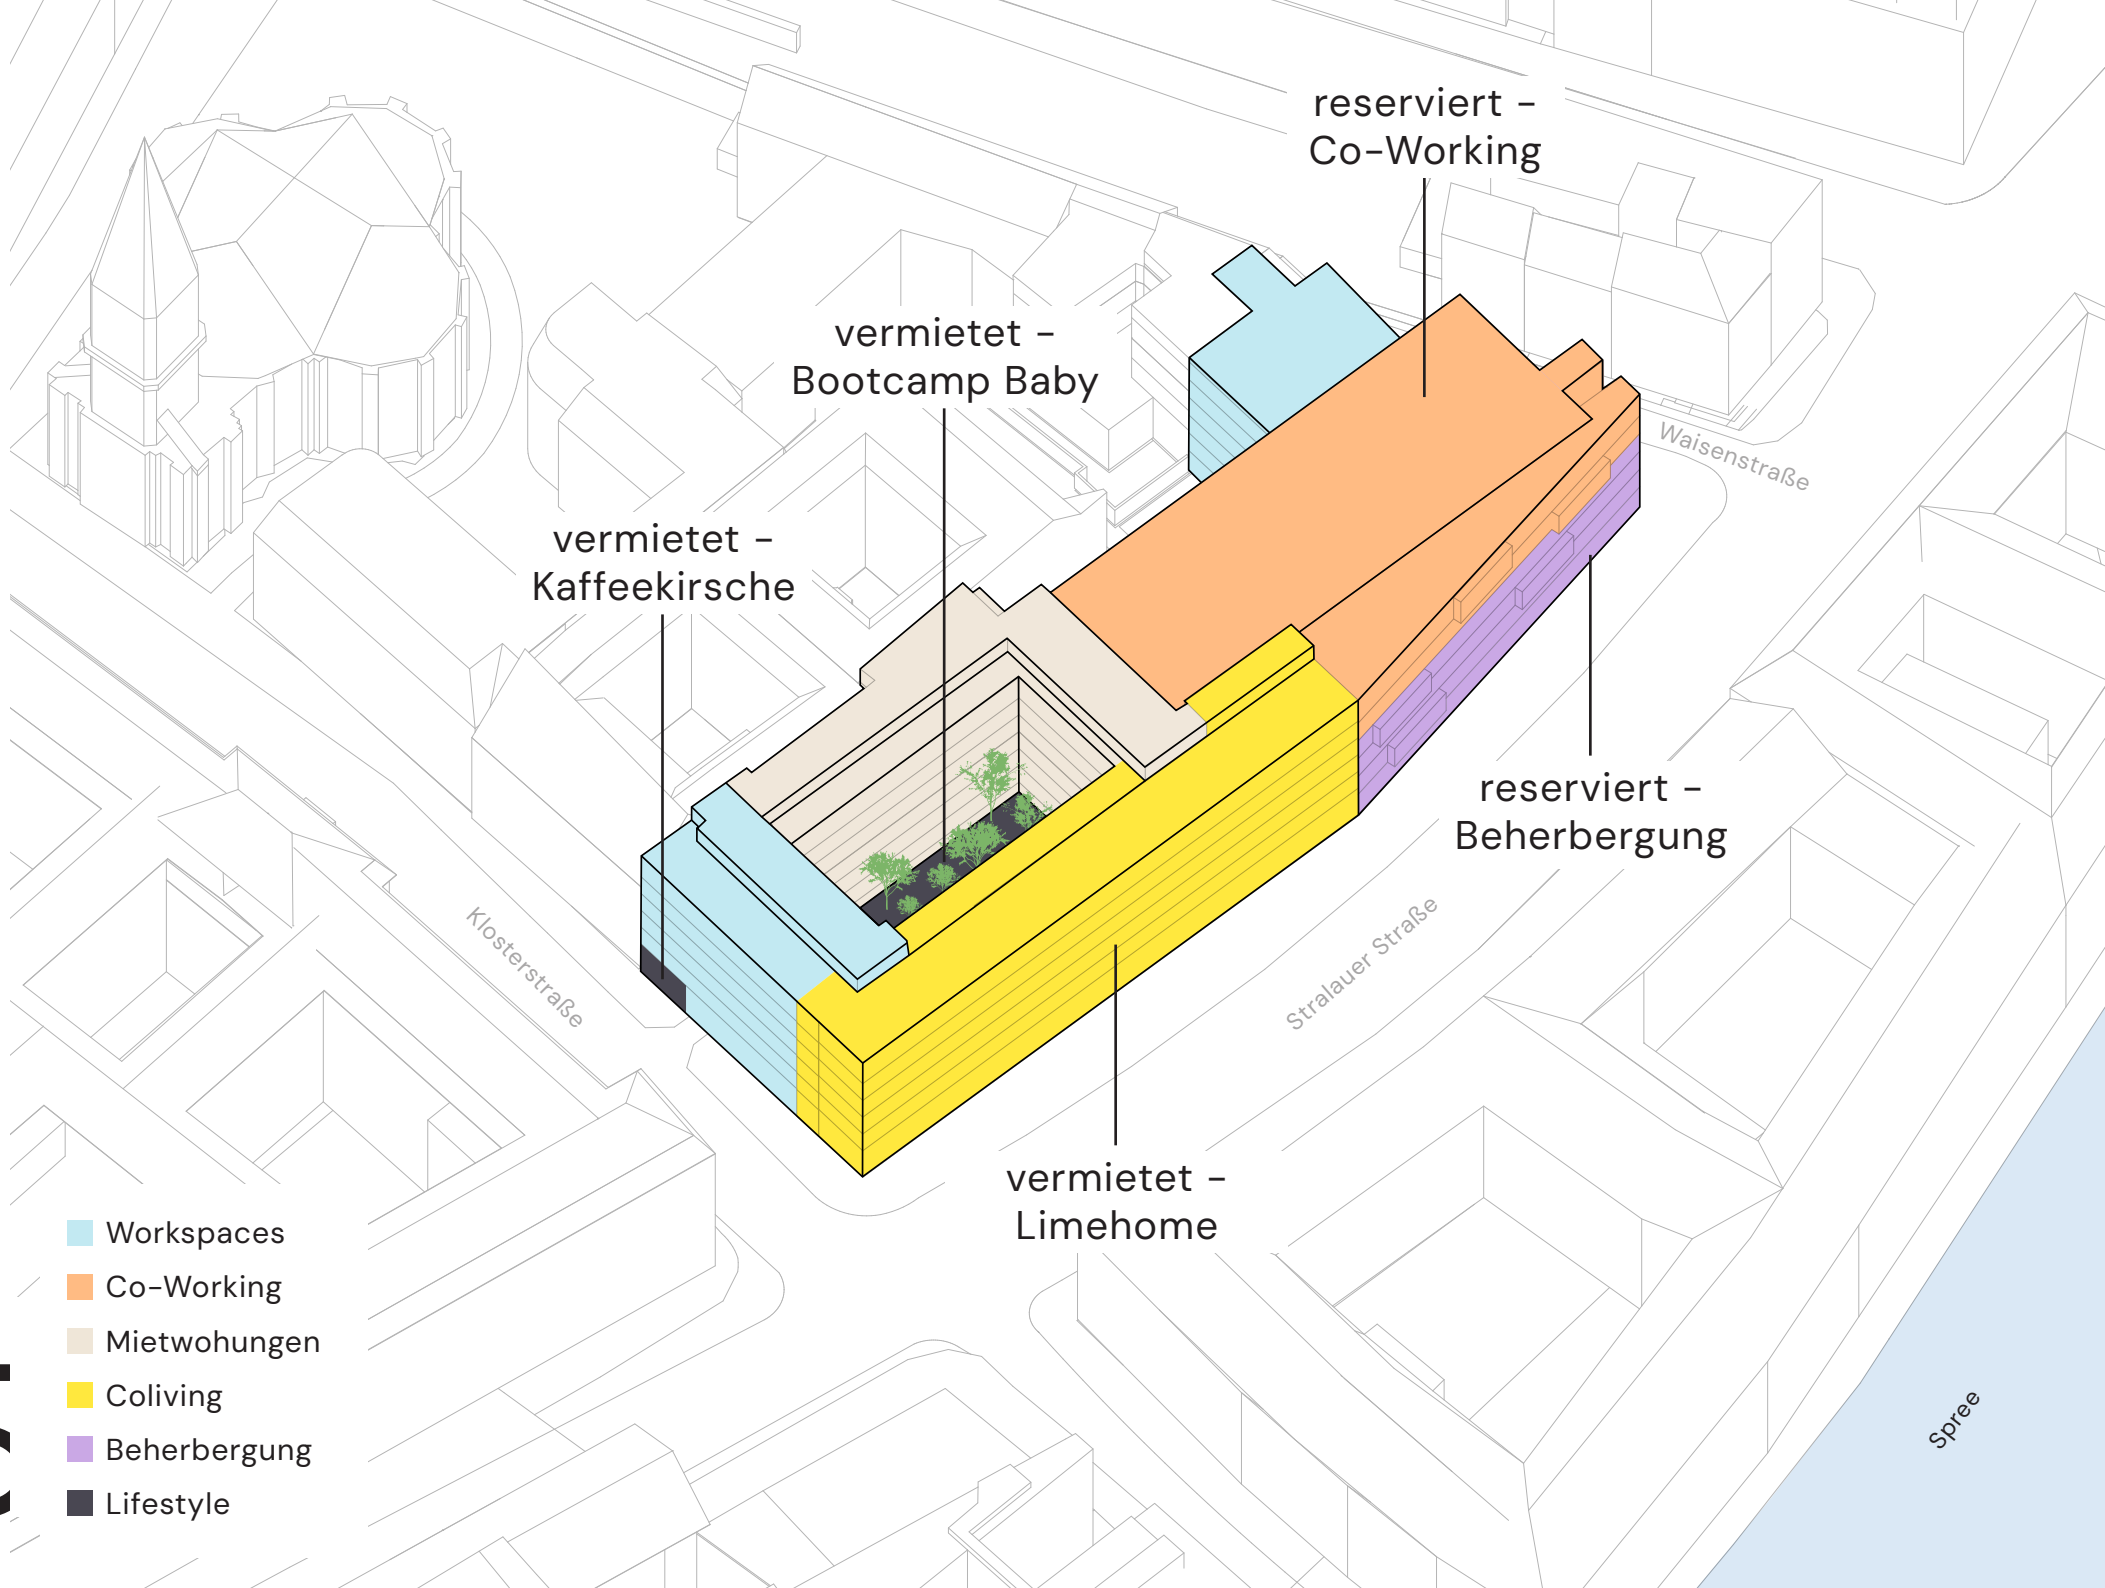 reserviert -
Co-Working
vermietet -
Bootcamp Baby
Waisenstraße
vermietet -
Kaffeekirsche
reserviert -
Beherbergung
Klosterstraße
Stralauer Straße
vermietet -
Limehome
Workspaces
Co-Working
Mietwohungen
Coliving
Beherbergung
Lifestyle
Spree